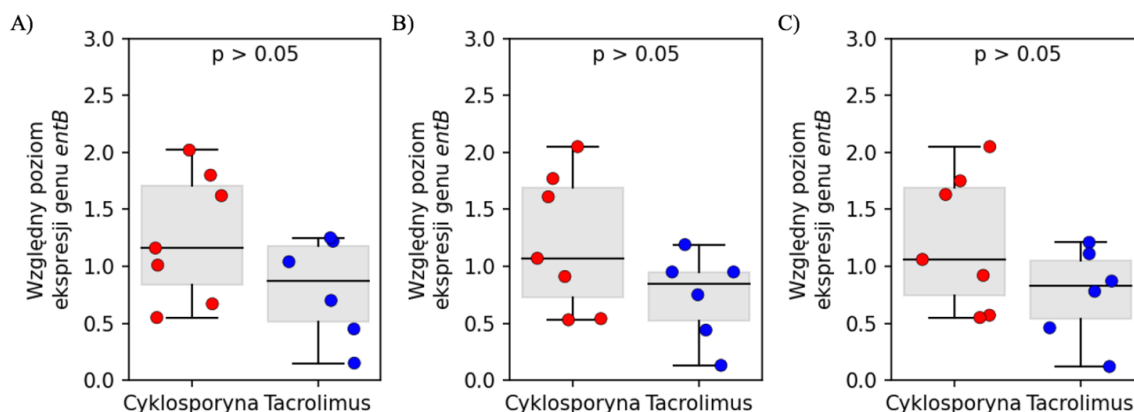 A)
Względny poziom
ekspresji genu entB
3.0
2.5
2.0
1.5
1.0
0.5
0.0
p > 0.05
Cyklosporyna Tacrolimus
B)
Względny poziom
ekspresji genu entB
3.0
2.5
2.0
1.5
1.0
0.5
0.0
p > 0.05
Cyklosporyna Tacrolimus
C)
Względny poziom
ekspresji genu entB
3.0
2.5
2.0
1.5
1.0
0.5
0.0
p > 0.05
Cyklosporyna Tacrolimus